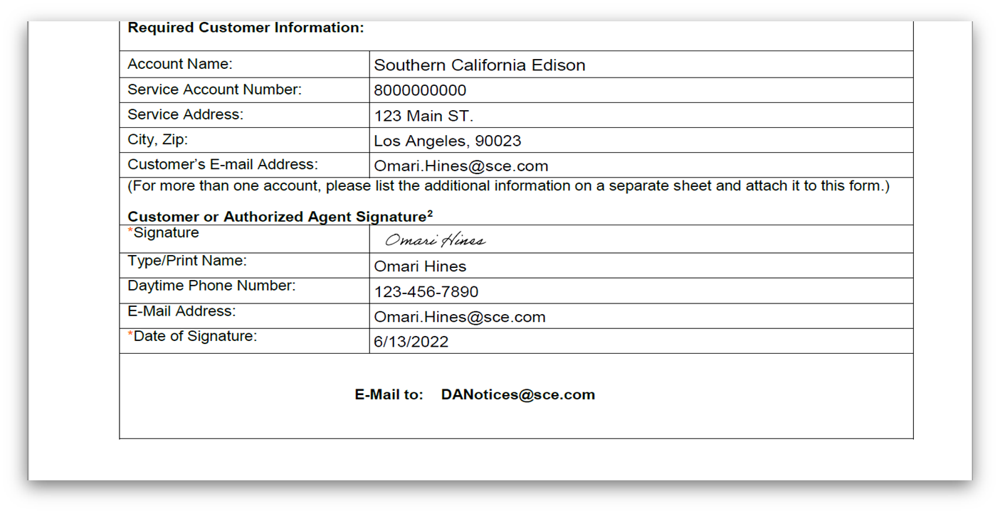 Required Customer Information:
Account Name: Southern California Edison
Service Account Number: 8000000000
Service Address: 123 Main ST.
City, Zip: Los Angeles, 90023
Customer’s E-mail Address: Omari.Hines@sce.com
(For more than one account, please list the additional information on a separate sheet and attach it to this form.)
Customer or Authorized Agent Signature²
*Signature Omari Hines
Type/Print Name: Omari Hines
Daytime Phone Number: 123-456-7890
E-Mail Address: Omari.Hines@sce.com
*Date of Signature: 6/13/2022
E-Mail to: DANotices@sce.com